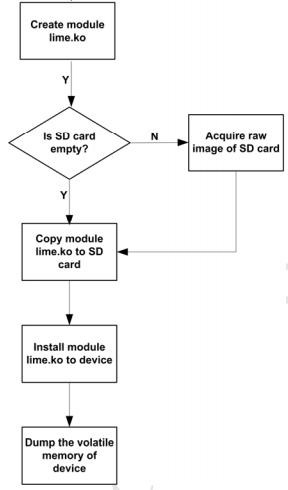 Create module
lime.ko
Y
Is SD card
empty?
N
Acquire raw
image of SD card
Y
Copy module
lime.ko to SD
card
Install module
lime.ko to device
Dump the volatile
memory of
device